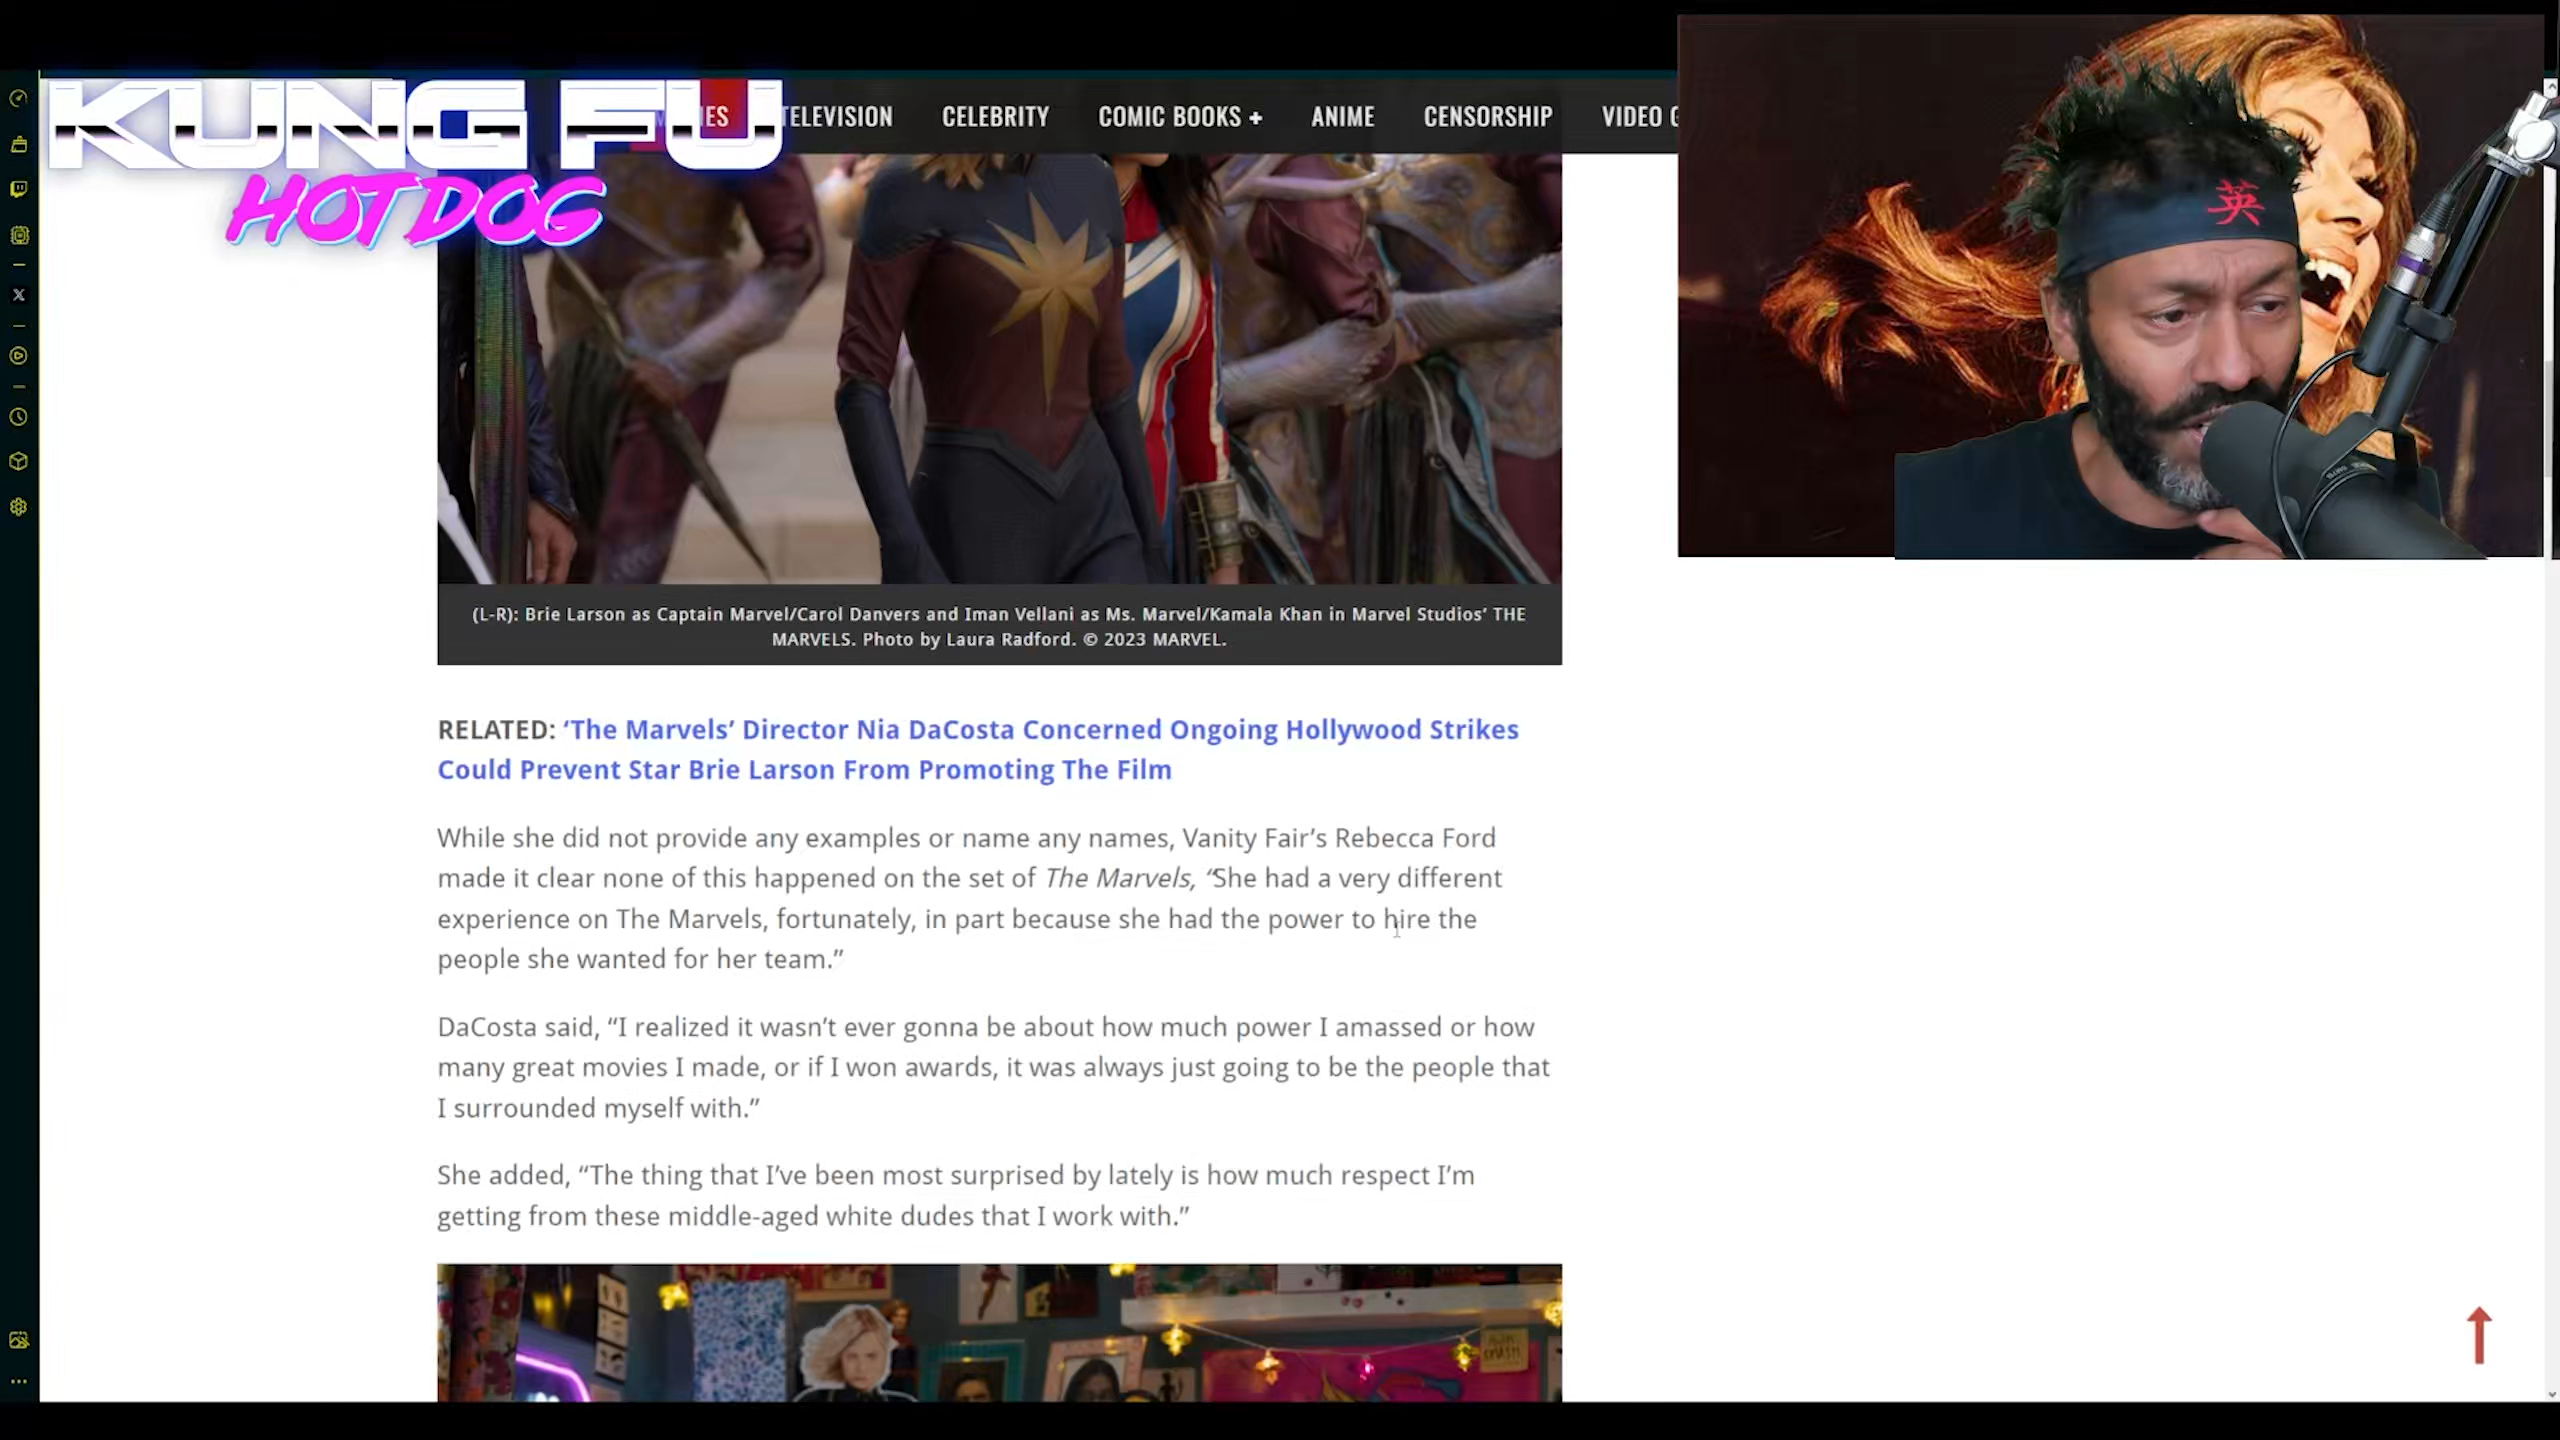 KUNG FU
HOT DOG
IES
TELEVISION
CELEBRITY
COMIC BOOKS +
ANIME
CENSORSHIP
VIDEO G
英
(L-R): Brie Larson as Captain Marvel/Carol Danvers and Iman Vellani as Ms. Marvel/Kamala Khan in Marvel Studios’ THE
MARVELS. Photo by Laura Radford. © 2023 MARVEL.
RELATED: ‘The Marvels’ Director Nia DaCosta Concerned Ongoing Hollywood Strikes
Could Prevent Star Brie Larson From Promoting The Film
While she did not provide any examples or name any names, Vanity Fair’s Rebecca Ford
made it clear none of this happened on the set of The Marvels, “She had a very different
experience on The Marvels, fortunately, in part because she had the power to hire the
people she wanted for her team.”
DaCosta said, “I realized it wasn’t ever gonna be about how much power I amassed or how
many great movies I made, or if I won awards, it was always just going to be the people that
I surrounded myself with.”
She added, “The thing that I’ve been most surprised by lately is how much respect I’m
getting from these middle-aged white dudes that I work with.”